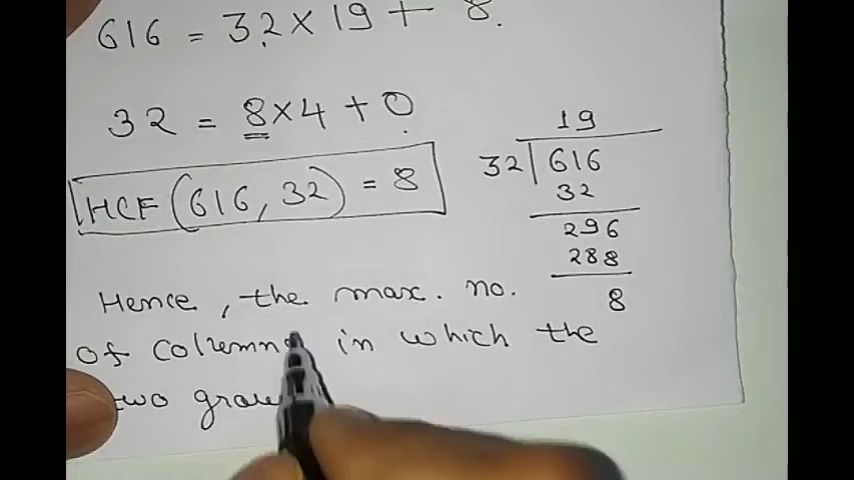 616 = 32 × 19 + 8.
32 = 8 × 4 + 0
HCF (616, 32) = 8
19
32 616
32
296
288
8
Hence, the max. no.
of columns in which the
two